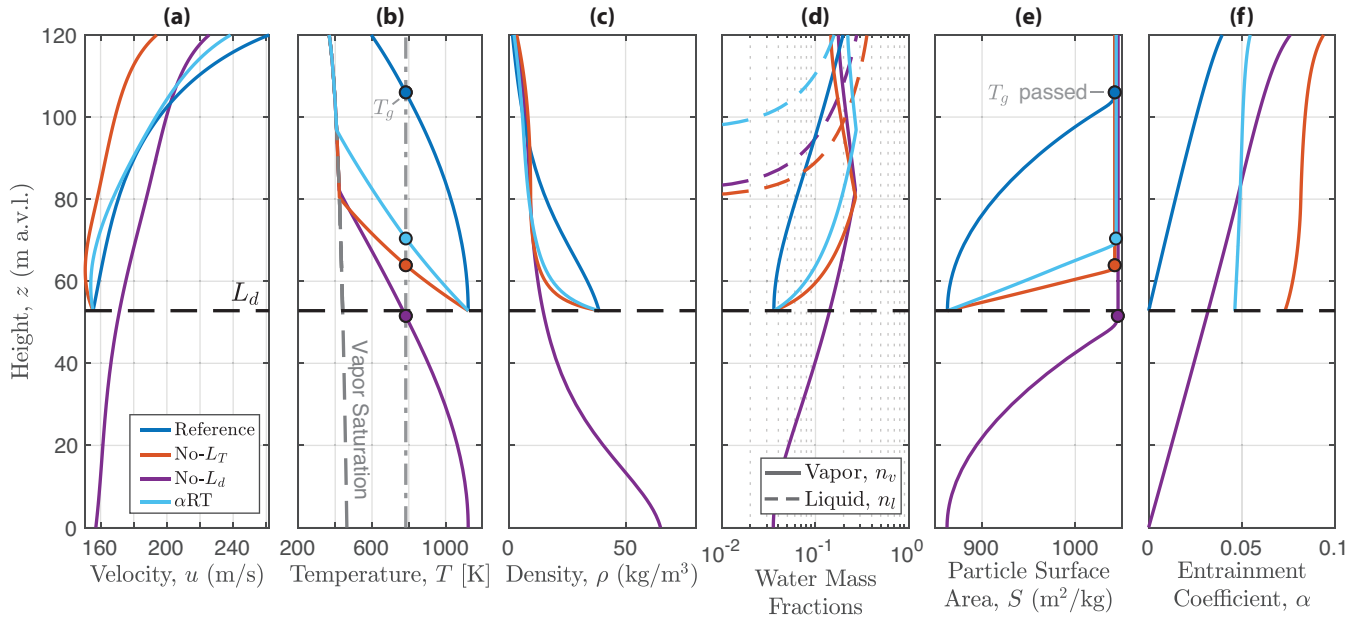 (a) (b) (c) (d) (e) (f)
Height, z (m a.v.l.)
120
100
80
60
40
20
0
L_d
Reference
No-L_T
No-L_d
αRT
160 200 240
Velocity, u (m/s)
T_g
Vapor Saturation
200 600 1000
Temperature, T [K]
0 50
Density, ρ (kg/m³)
Vapor, n_v
Liquid, n_l
10⁻² 10⁻¹ 10⁰
Water Mass
Fractions
T_g passed
900 1000
Particle Surface
Area, S (m²/kg)
0 0.05 0.1
Entrainment
Coefficient, α